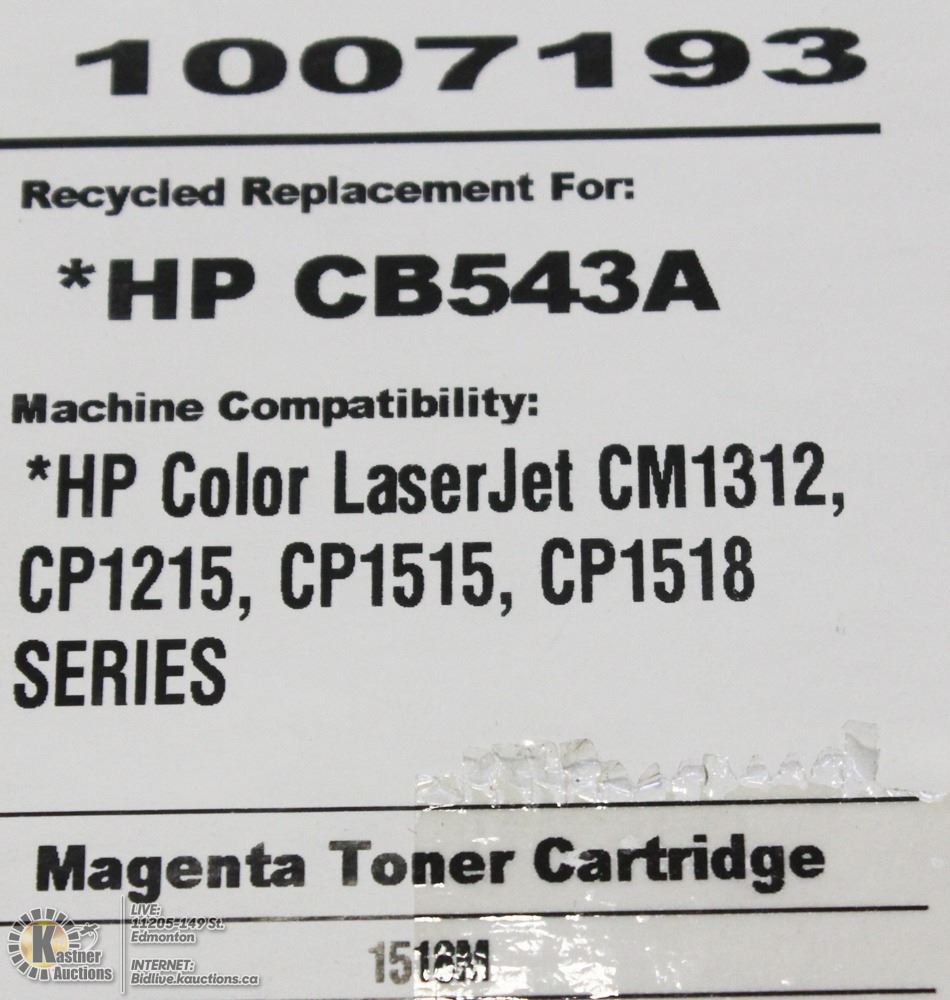 1007193
Recycled Replacement For:
*HP CB543A
Machine Compatibility:
*HP Color LaserJet CM1312,
CP1215, CP1515, CP1518
SERIES
Magenta Toner Cartridge
1518M
Kastner
Auctions
LIVE:
11205-149 St.
Edmonton
INTERNET:
Bidlive.kauctions.ca